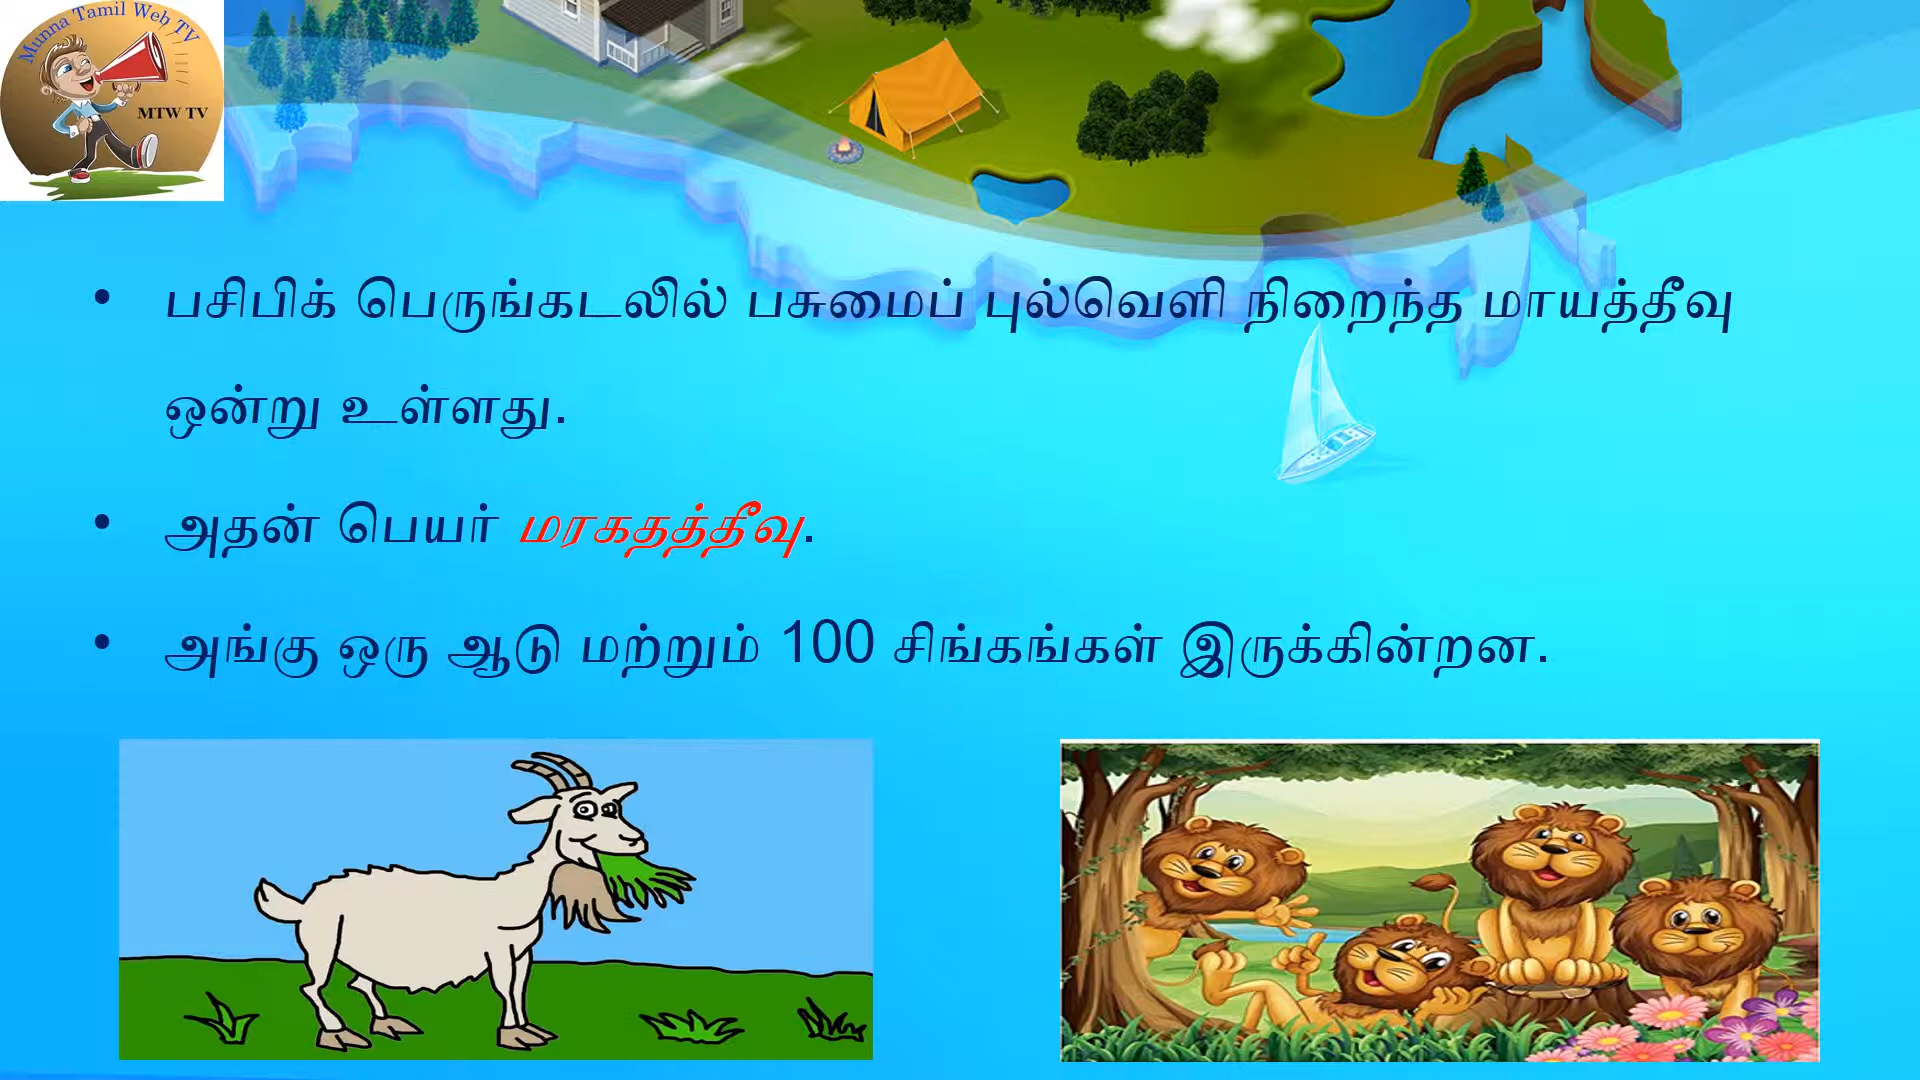 Munna Tamil Web TV
MTW TV
• பசிபிக் பெருங்கடலில் பசுமைப் புல்வெளி நிறைந்த மாயத்தீவு
ஒன்று உள்ளது.
• அதன் பெயர் மரகதத்தீவு.
• அங்கு ஒரு ஆடு மற்றும் 100 சிங்கங்கள் இருக்கின்றன.